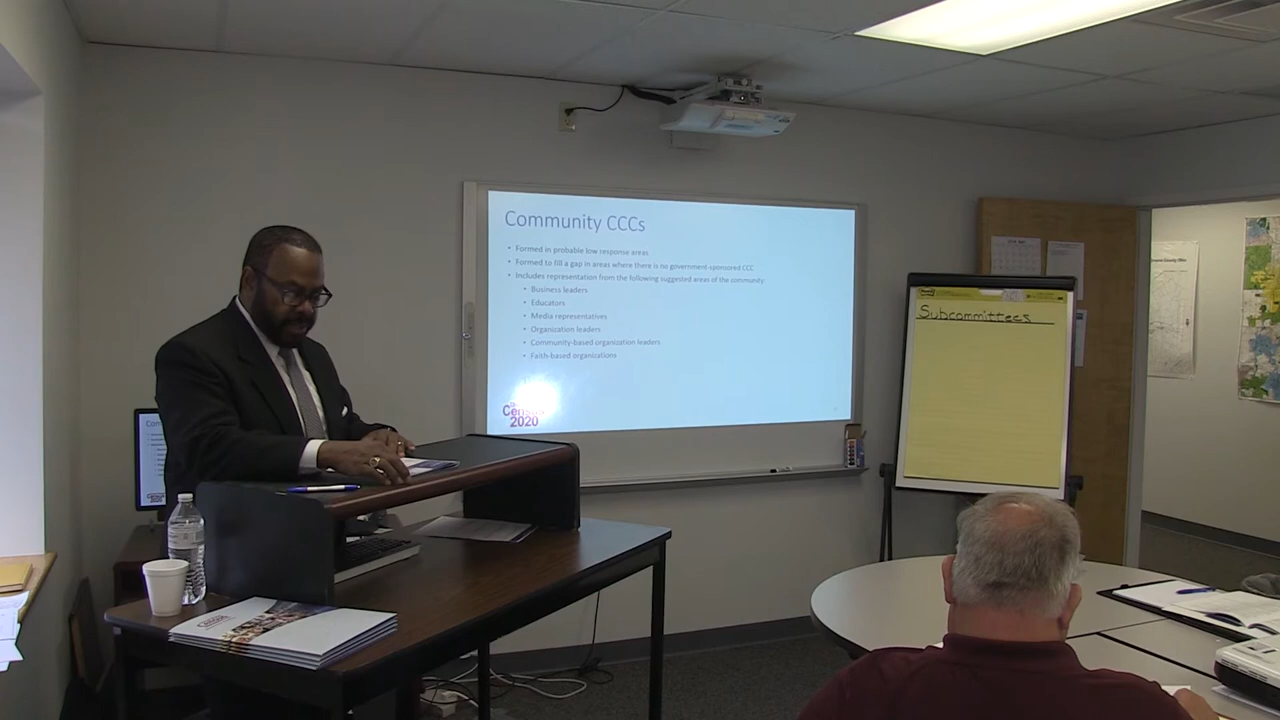 Community CCCs
• Formed in probable low response areas
• Formed to fill a gap in areas where there is no government-sponsored CCC
• Includes representation from the following suggested areas of the community:
• Business leaders
• Educators
• Media representatives
• Organization leaders
• Community-based organization leaders
• Faith-based organizations
Census
2020
Subcommittees